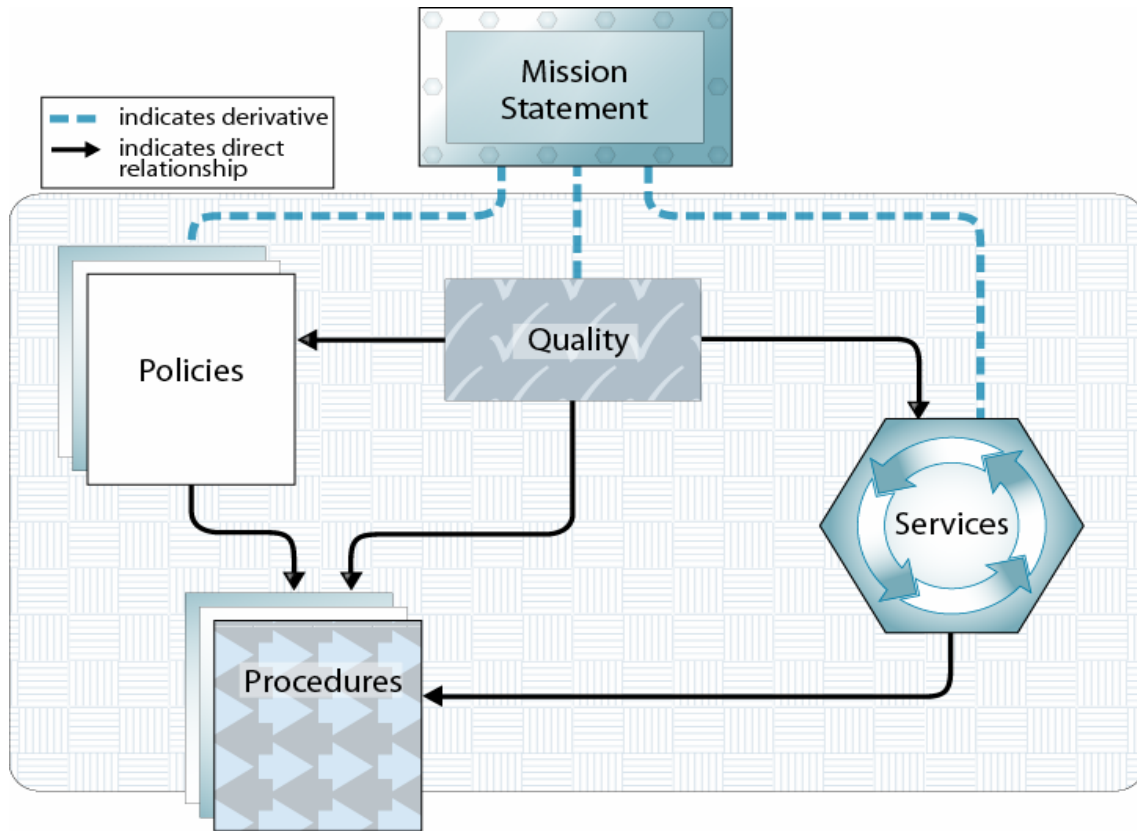 Mission
Statement
indicates derivative
indicates direct
relationship
Quality
Policies
Services
Procedures